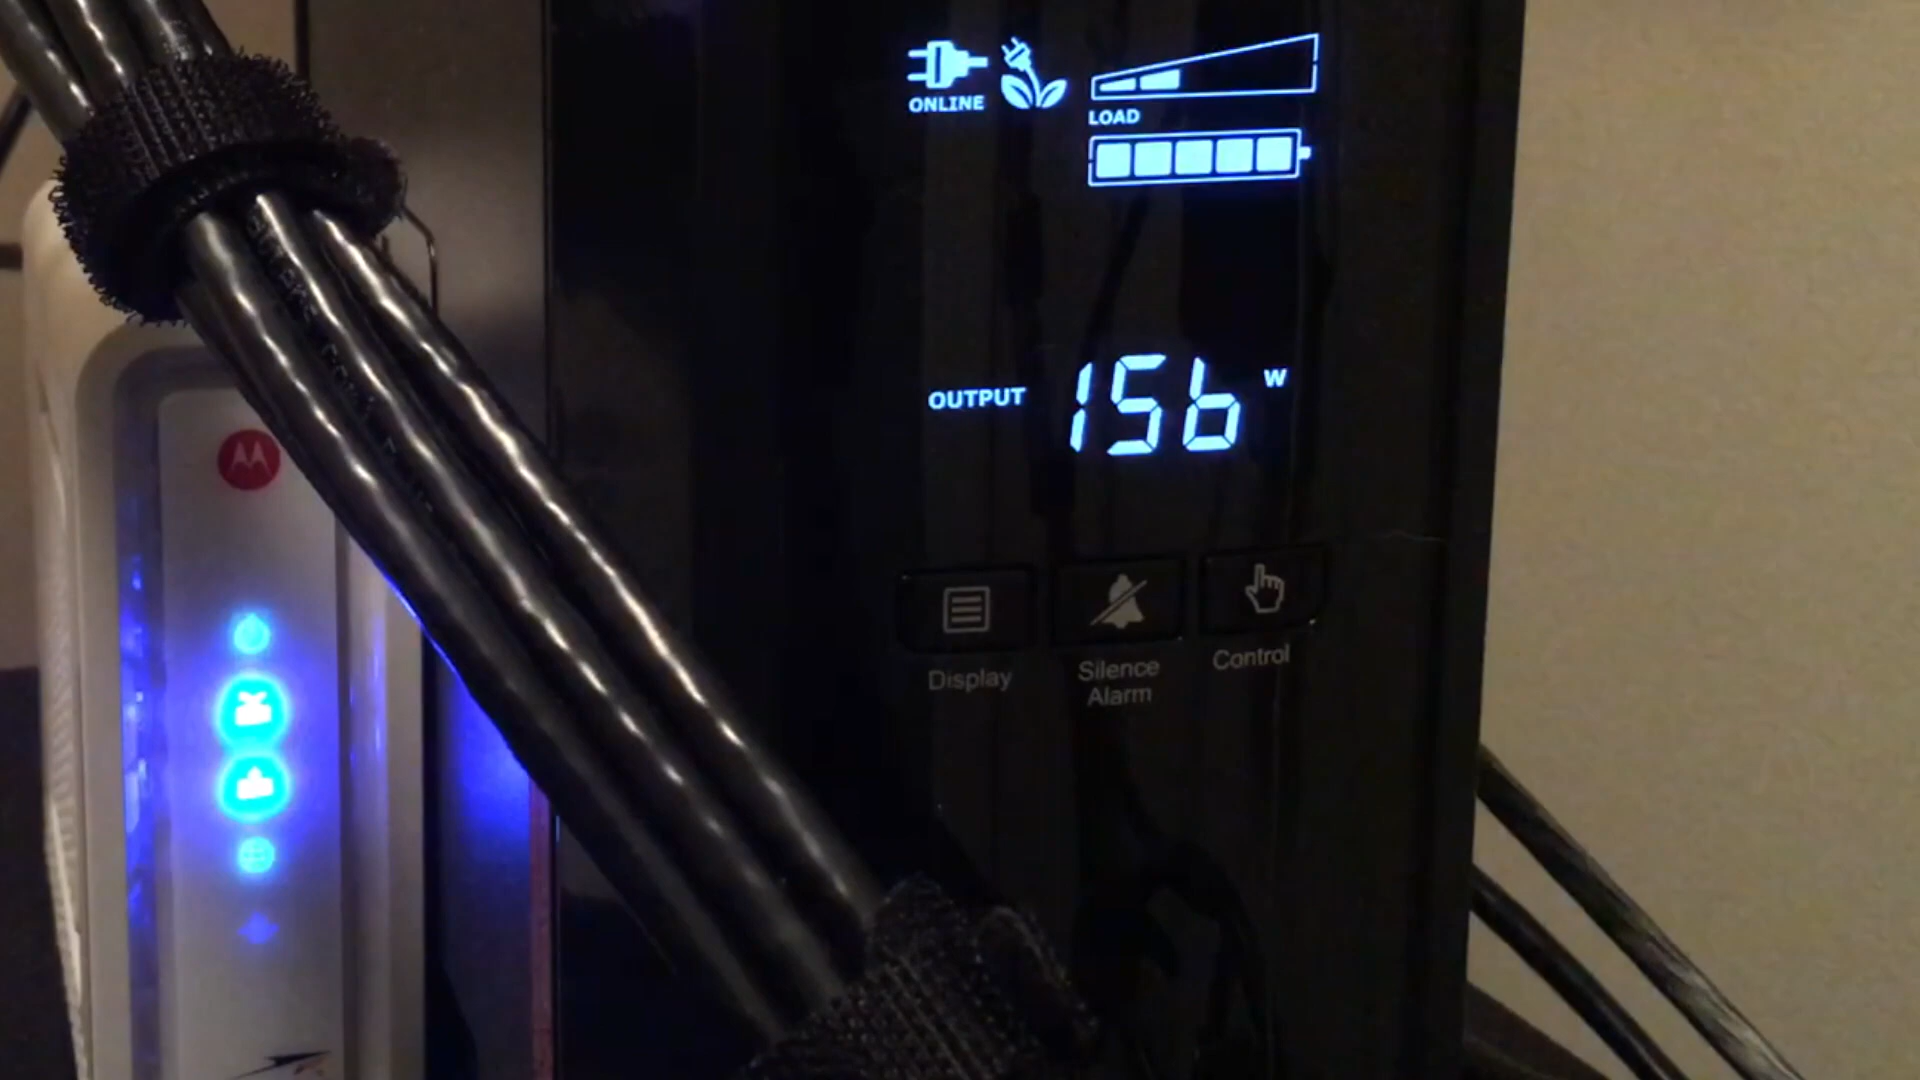 ONLINE
LOAD
OUTPUT 156 W
Display
Silence
Alarm
Control